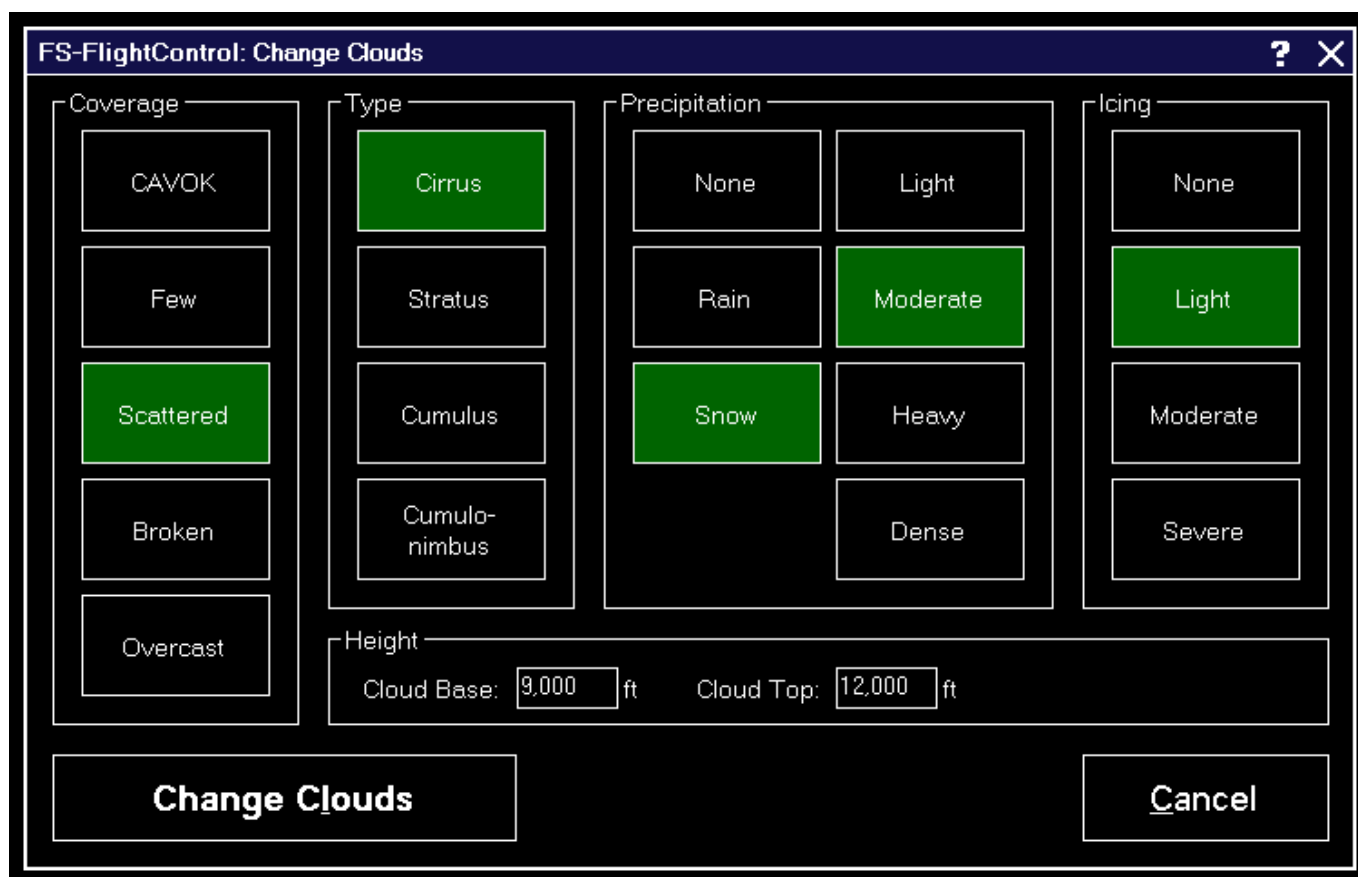 FS-FlightControl: Change Clouds ? X
Coverage
CAVOK
Few
Scattered
Broken
Overcast
Type
Cirrus
Stratus
Cumulus
Cumulo-
nimbus
Precipitation
None
Light
Rain
Moderate
Snow
Heavy
Dense
Icing
None
Light
Moderate
Severe
Height
Cloud Base: 9,000 ft Cloud Top: 12,000 ft
Change Clouds
Cancel